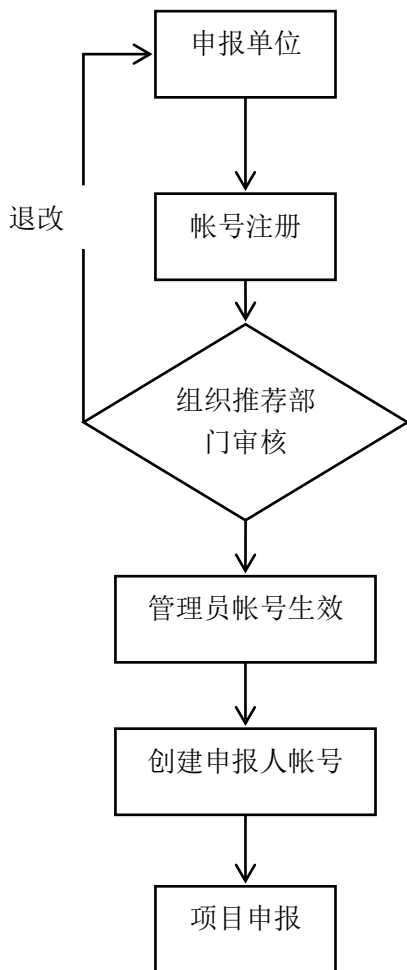 申报单位
退改
帐号注册
组织推荐部
门审核
管理员帐号生效
创建申报人帐号
项目申报